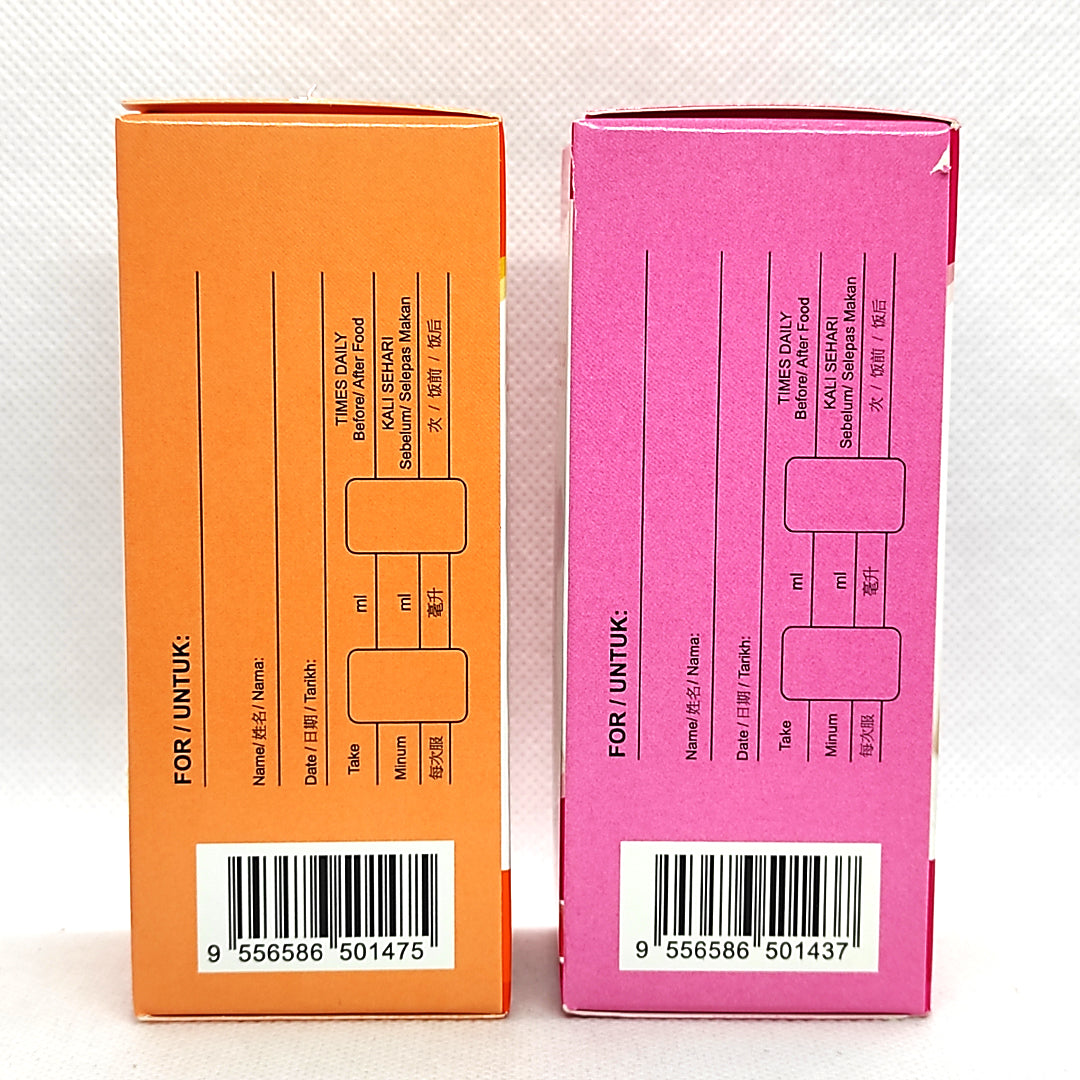 FOR / UNTUK:
Name/ 姓名/ Nama:
Date / 日期 / Tarikh:
Take ml TIMES DAILY
Before/ After Food
Minum ml KALI SEHARI
Sebelum/ Selepas Makan
每次服 毫升 次 / 饭前 / 饭后
9 556586 501475
FOR / UNTUK:
Name/ 姓名/ Nama:
Date / 日期 / Tarikh:
Take ml TIMES DAILY
Before/ After Food
Minum ml KALI SEHARI
Sebelum/ Selepas Makan
每次服 毫升 次 / 饭前 / 饭后
9 556586 501437